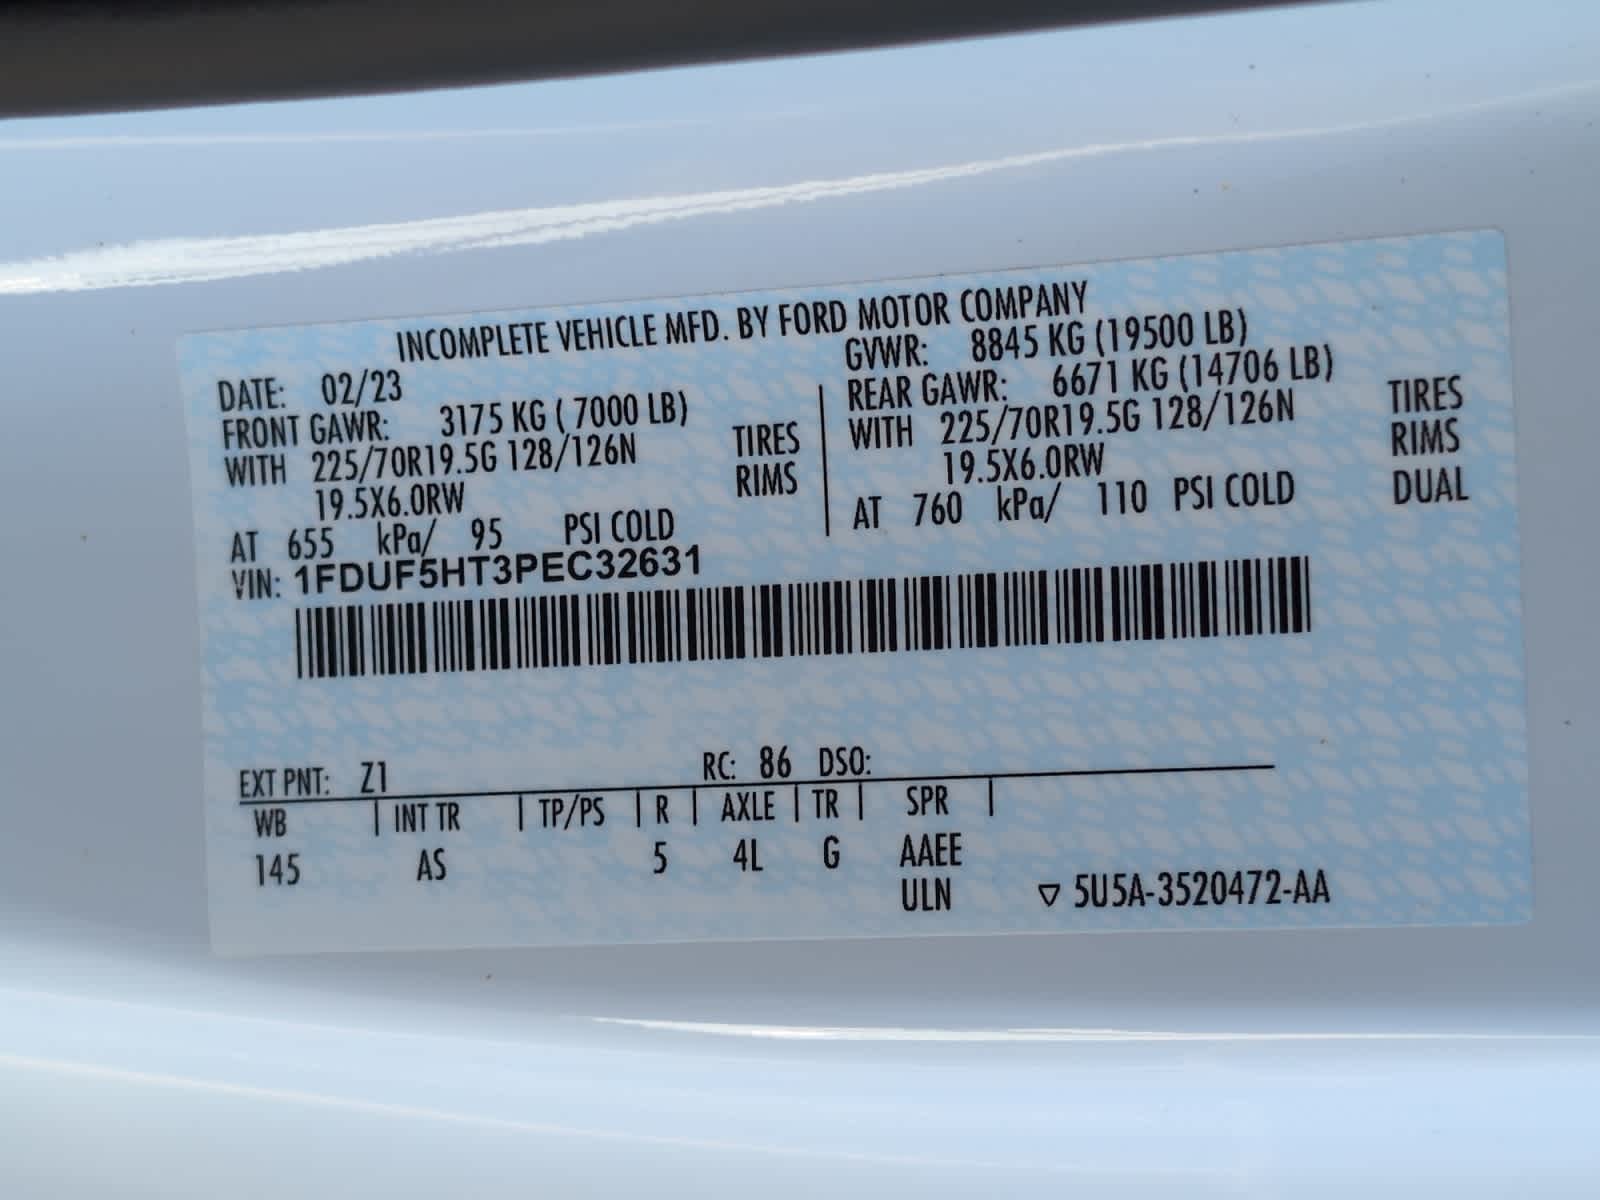 INCOMPLETE VEHICLE MFD. BY FORD MOTOR COMPANY
DATE: 02/23 GVWR: 8845 KG (19500 LB)
FRONT GAWR: 3175 KG ( 7000 LB) REAR GAWR: 6671 KG (14706 LB)
WITH 225/70R19.5G 128/126N TIRES WITH 225/70R19.5G 128/126N TIRES
19.5X6.0RW RIMS 19.5X6.0RW RIMS
AT 655 kPa/ 95 PSI COLD AT 760 kPa/ 110 PSI COLD DUAL
VIN: 1FDUF5HT3PEC32631
EXT PNT: Z1 RC: 86 DSO:
WB | INT TR | TP/PS | R | AXLE | TR | SPR |
145 AS 5 4L G AAEE
ULN ▽ 5U5A-3520472-AA